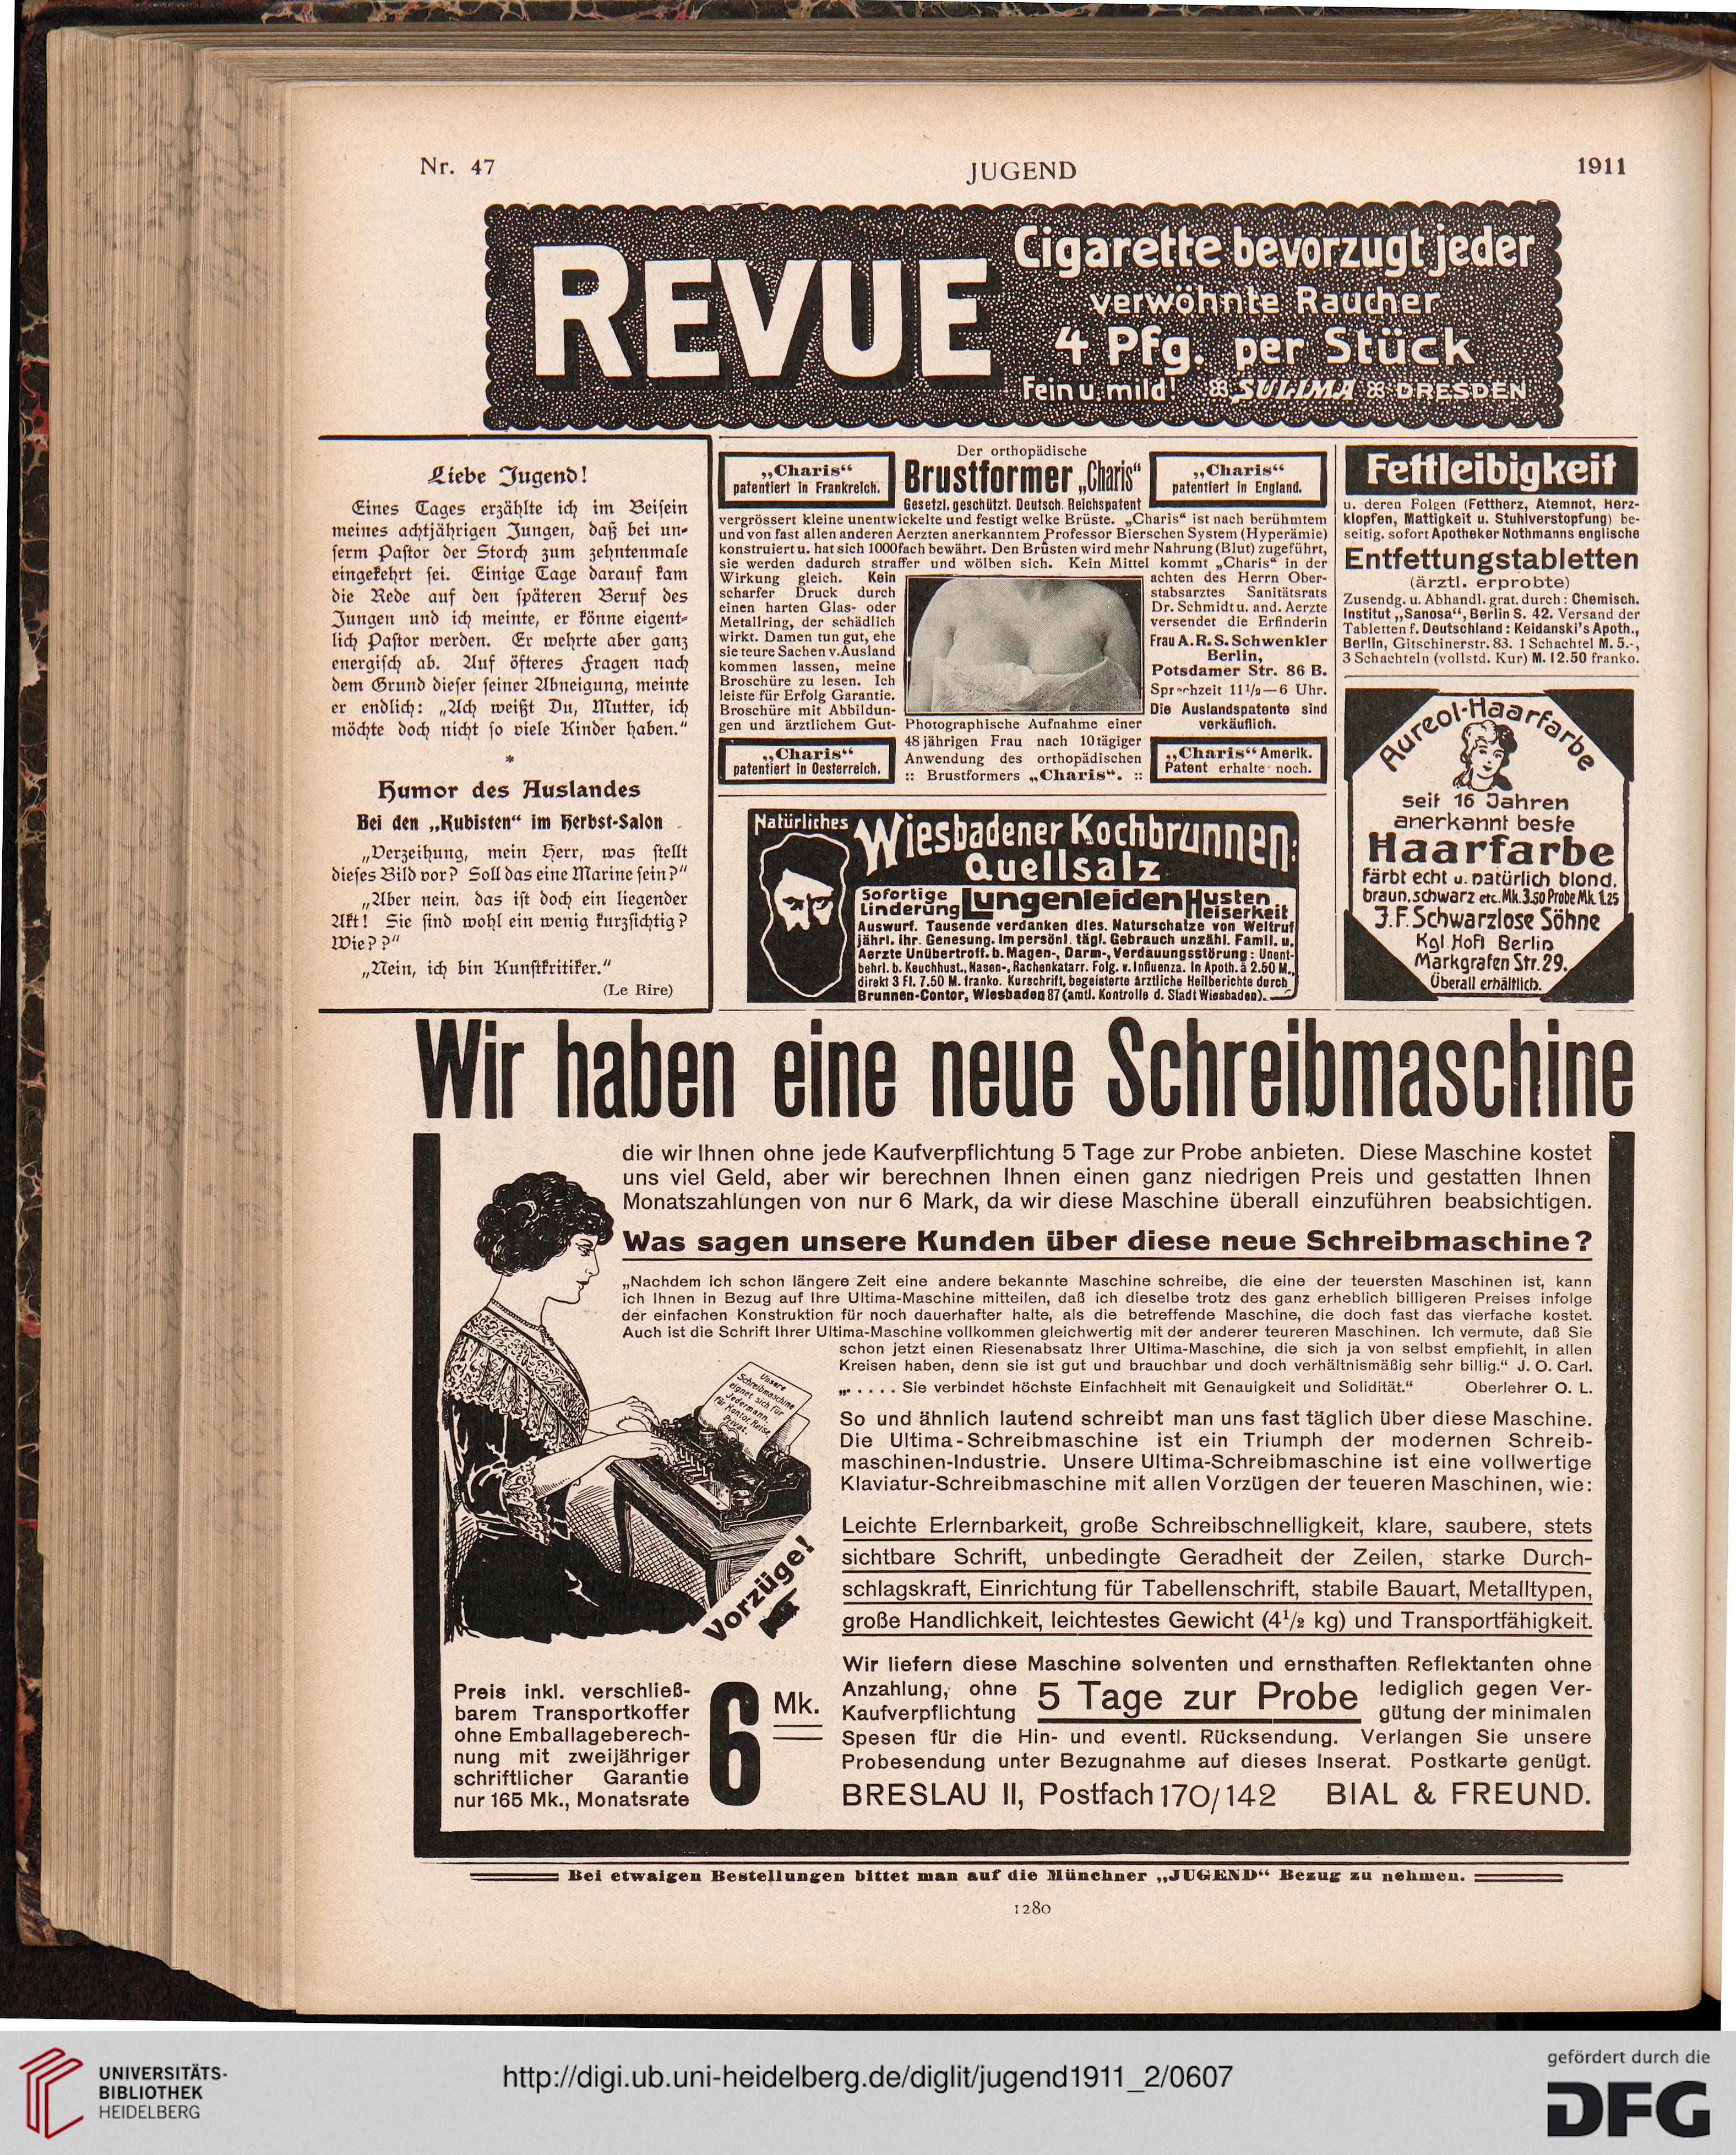 Nr. 47
JUGEND
1911
REVUE
Cigarette bevorzugt jeder
verwöhnte Raucher
4 Pfg. per Stück
Fein u. mild! SULIMA DRESDEN
Liebe Jugend!
Eines Tages erzählte ich im Beisein
meines achtjährigen Jungen, daß bei un-
serm Pastor der Storch zum zehntenmale
eingekehrt sei. Einige Tage darauf kam
die Rede auf den späteren Beruf des
Jungen und ich meinte, er könne eigent-
lich Pastor werden. Er wehrte aber ganz
energisch ab. Auf öfteres Fragen nach
dem Grund dieser seiner Abneigung, meinte
er endlich: „Ach weißt Du, Mutter, ich
möchte doch nicht so viele Kinder haben.“
*
Humor des Auslandes
Bei den „Kubisten“ im Herbst-Salon
„Verzeihung, mein Herr, was stellt
dieses Bild vor? Soll das eine Marine sein?“
„Aber nein, das ist doch ein liegender
Akt! Sie sind wohl ein wenig kurzsichtig?
Wie??“
„Nein, ich bin Kunstkritiker.“
(Le Rire)
„Charis“
patentiert in Frankreich.
Der orthopädische
Brustformer „Charis“
Gesetzl. geschützt. Deutsch. Reichspatent
„Charis“
patentiert in England.
vergrössert kleine unentwickelte und festigt welke Brüste. „Charis“ ist nach berühmtem
und von fast allen anderen Aerzten anerkanntem Professor Bierschen System (Hyperämie)
konstruiert u. hat sich 1000fach bewährt. Den Brüsten wird mehr Nahrung (Blut) zugeführt,
sie werden dadurch straffer und wölben sich. Kein Mittel kommt „Charis“ in der
Wirkung gleich. Kein
scharfer Druck durch
einen harten Glas- oder
Metallring, der schädlich
wirkt. Damen tun gut, ehe
sie teure Sachen v. Ausland
kommen lassen, meine
Broschüre zu lesen. Ich
leiste für Erfolg Garantie.
Broschüre mit Abbildun-
gen und ärztlichem Gut-
achten des Herrn Ober-
stabsarztes Sanitätsrats
Dr. Schmidt u. and. Aerzte
versendet die Erfinderin
Frau A. R. S. Schwenkler
Berlin,
Potsdamer Str. 86 B.
Sprechzeit 11½—6 Uhr.
Die Auslandspatente sind
verkäuflich.
Photographische Aufnahme einer
48jährigen Frau nach 10tägiger
Anwendung des orthopädischen
:: Brustformers „Charis“. ::
„Charis“
patentiert in Oesterreich.
„Charis“ Amerik.
Patent erhalte noch.
Natürliches
Wiesbadener Kochbrunnen:
Quellsalz
Sofortige
Linderung
Lungenleiden
Husten
Heiserkeit
Auswurf. Tausende verdanken dies. Naturschatze von Weltruf
jährl. ihr. Genesung. Im persönl. tägl. Gebrauch unzähl. Famil. u.
Aerzte Unübertroff. b. Magen-, Darm-, Verdauungsstörung: Unent-
behrl. b. Keuchhust., Nasen-, Rachenkatarr. Folg. v. Influenza. In Apoth. à 2.50 M.,
direkt 3 Fl. 7.50 M. franko. Kurschrift, begeisterte ärztliche Heilberichte durch
Brunnen-Contor, Wiesbaden 87 (amtl. Kontrolle d. Stadt Wiesbaden).
Fettleibigkeit
u. deren Folgen (Fettherz, Atemnot, Herz-
klopfen, Mattigkeit u. Stuhlverstopfung) be-
seitig. sofort Apotheker Nothmanns englische
Entfettungstabletten
(ärztl. erprobte)
Zusendg. u. Abhandl. grat. durch: Chemisch.
Institut „Sanosa“, Berlin S. 42. Versand der
Tabletten f. Deutschland: Keidanski's Apoth.,
Berlin, Gitschinerstr. 83. 1 Schachtel M. 5.-,
3 Schachteln (vollstd. Kur) M. 12.50 franko.
Aureol-Haarfarbe
seit 16 Jahren
anerkannt beste
Haarfarbe
färbt echt u. natürlich blond,
braun, schwarz etc. Mk. 3.50 Probe Mk. 1.25
J. F. Schwarzlose Söhne
Kgl. Hofl. Berlin
Markgrafen Str. 29.
Überall erhältlich.
Wir haben eine neue Schreibmaschine
die wir Ihnen ohne jede Kaufverpflichtung 5 Tage zur Probe anbieten. Diese Maschine kostet
uns viel Geld, aber wir berechnen Ihnen einen ganz niedrigen Preis und gestatten Ihnen
Monatszahlungen von nur 6 Mark, da wir diese Maschine überall einzuführen beabsichtigen.
Was sagen unsere Kunden über diese neue Schreibmaschine?
„Nachdem ich schon längere Zeit eine andere bekannte Maschine schreibe, die eine der teuersten Maschinen ist, kann
ich Ihnen in Bezug auf Ihre Ultima-Maschine mitteilen, daß ich dieselbe trotz des ganz erheblich billigeren Preises infolge
der einfachen Konstruktion für noch dauerhafter halte, als die betreffende Maschine, die doch fast das vierfache kostet.
Auch ist die Schrift Ihrer Ultima-Maschine vollkommen gleichwertig mit der anderer teureren Maschinen. Ich vermute, daß Sie
schon jetzt einen Riesenabsatz Ihrer Ultima-Maschine, die sich ja von selbst empfiehlt, in allen
Kreisen haben, denn sie ist gut und brauchbar und doch verhältnismäßig sehr billig.“ J. O. Carl.
„. . . . . Sie verbindet höchste Einfachheit mit Genauigkeit und Solidität.“ Oberlehrer O. L.
Unsere
Schreibmaschine
eignet sich für
Jedermann,
für Kontor, Reise,
Privat.
So und ähnlich lautend schreibt man uns fast täglich über diese Maschine.
Die Ultima-Schreibmaschine ist ein Triumph der modernen Schreib-
maschinen-Industrie. Unsere Ultima-Schreibmaschine ist eine vollwertige
Klaviatur-Schreibmaschine mit allen Vorzügen der teueren Maschinen, wie:
Vorzüge!
Leichte Erlernbarkeit, große Schreibschnelligkeit, klare, saubere, stets
sichtbare Schrift, unbedingte Geradheit der Zeilen, starke Durch-
schlagskraft, Einrichtung für Tabellenschrift, stabile Bauart, Metalltypen,
große Handlichkeit, leichtestes Gewicht (4½ kg) und Transportfähigkeit.
Preis inkl. verschließ-
barem Transportkoffer
ohne Emballageberech-
nung mit zweijähriger
schriftlicher Garantie
nur 165 Mk., Monatsrate
6 Mk.
Wir liefern diese Maschine solventen und ernsthaften Reflektanten ohne
Anzahlung, ohne
Kaufverpflichtung
5 Tage zur Probe
lediglich gegen Ver-
gütung der minimalen
Spesen für die Hin- und eventl. Rücksendung. Verlangen Sie unsere
Probesendung unter Bezugnahme auf dieses Inserat. Postkarte genügt.
BRESLAU II, Postfach 170/142 BIAL & FREUND.
Bei etwaigen Bestellungen bittet man auf die Münchner „JUGEND“ Bezug zu nehmen.
1280
UNIVERSITÄTS-
BIBLIOTHEK
HEIDELBERG
http://digi.ub.uni-heidelberg.de/diglit/jugend1911_2/0607
gefördert durch die
DFG